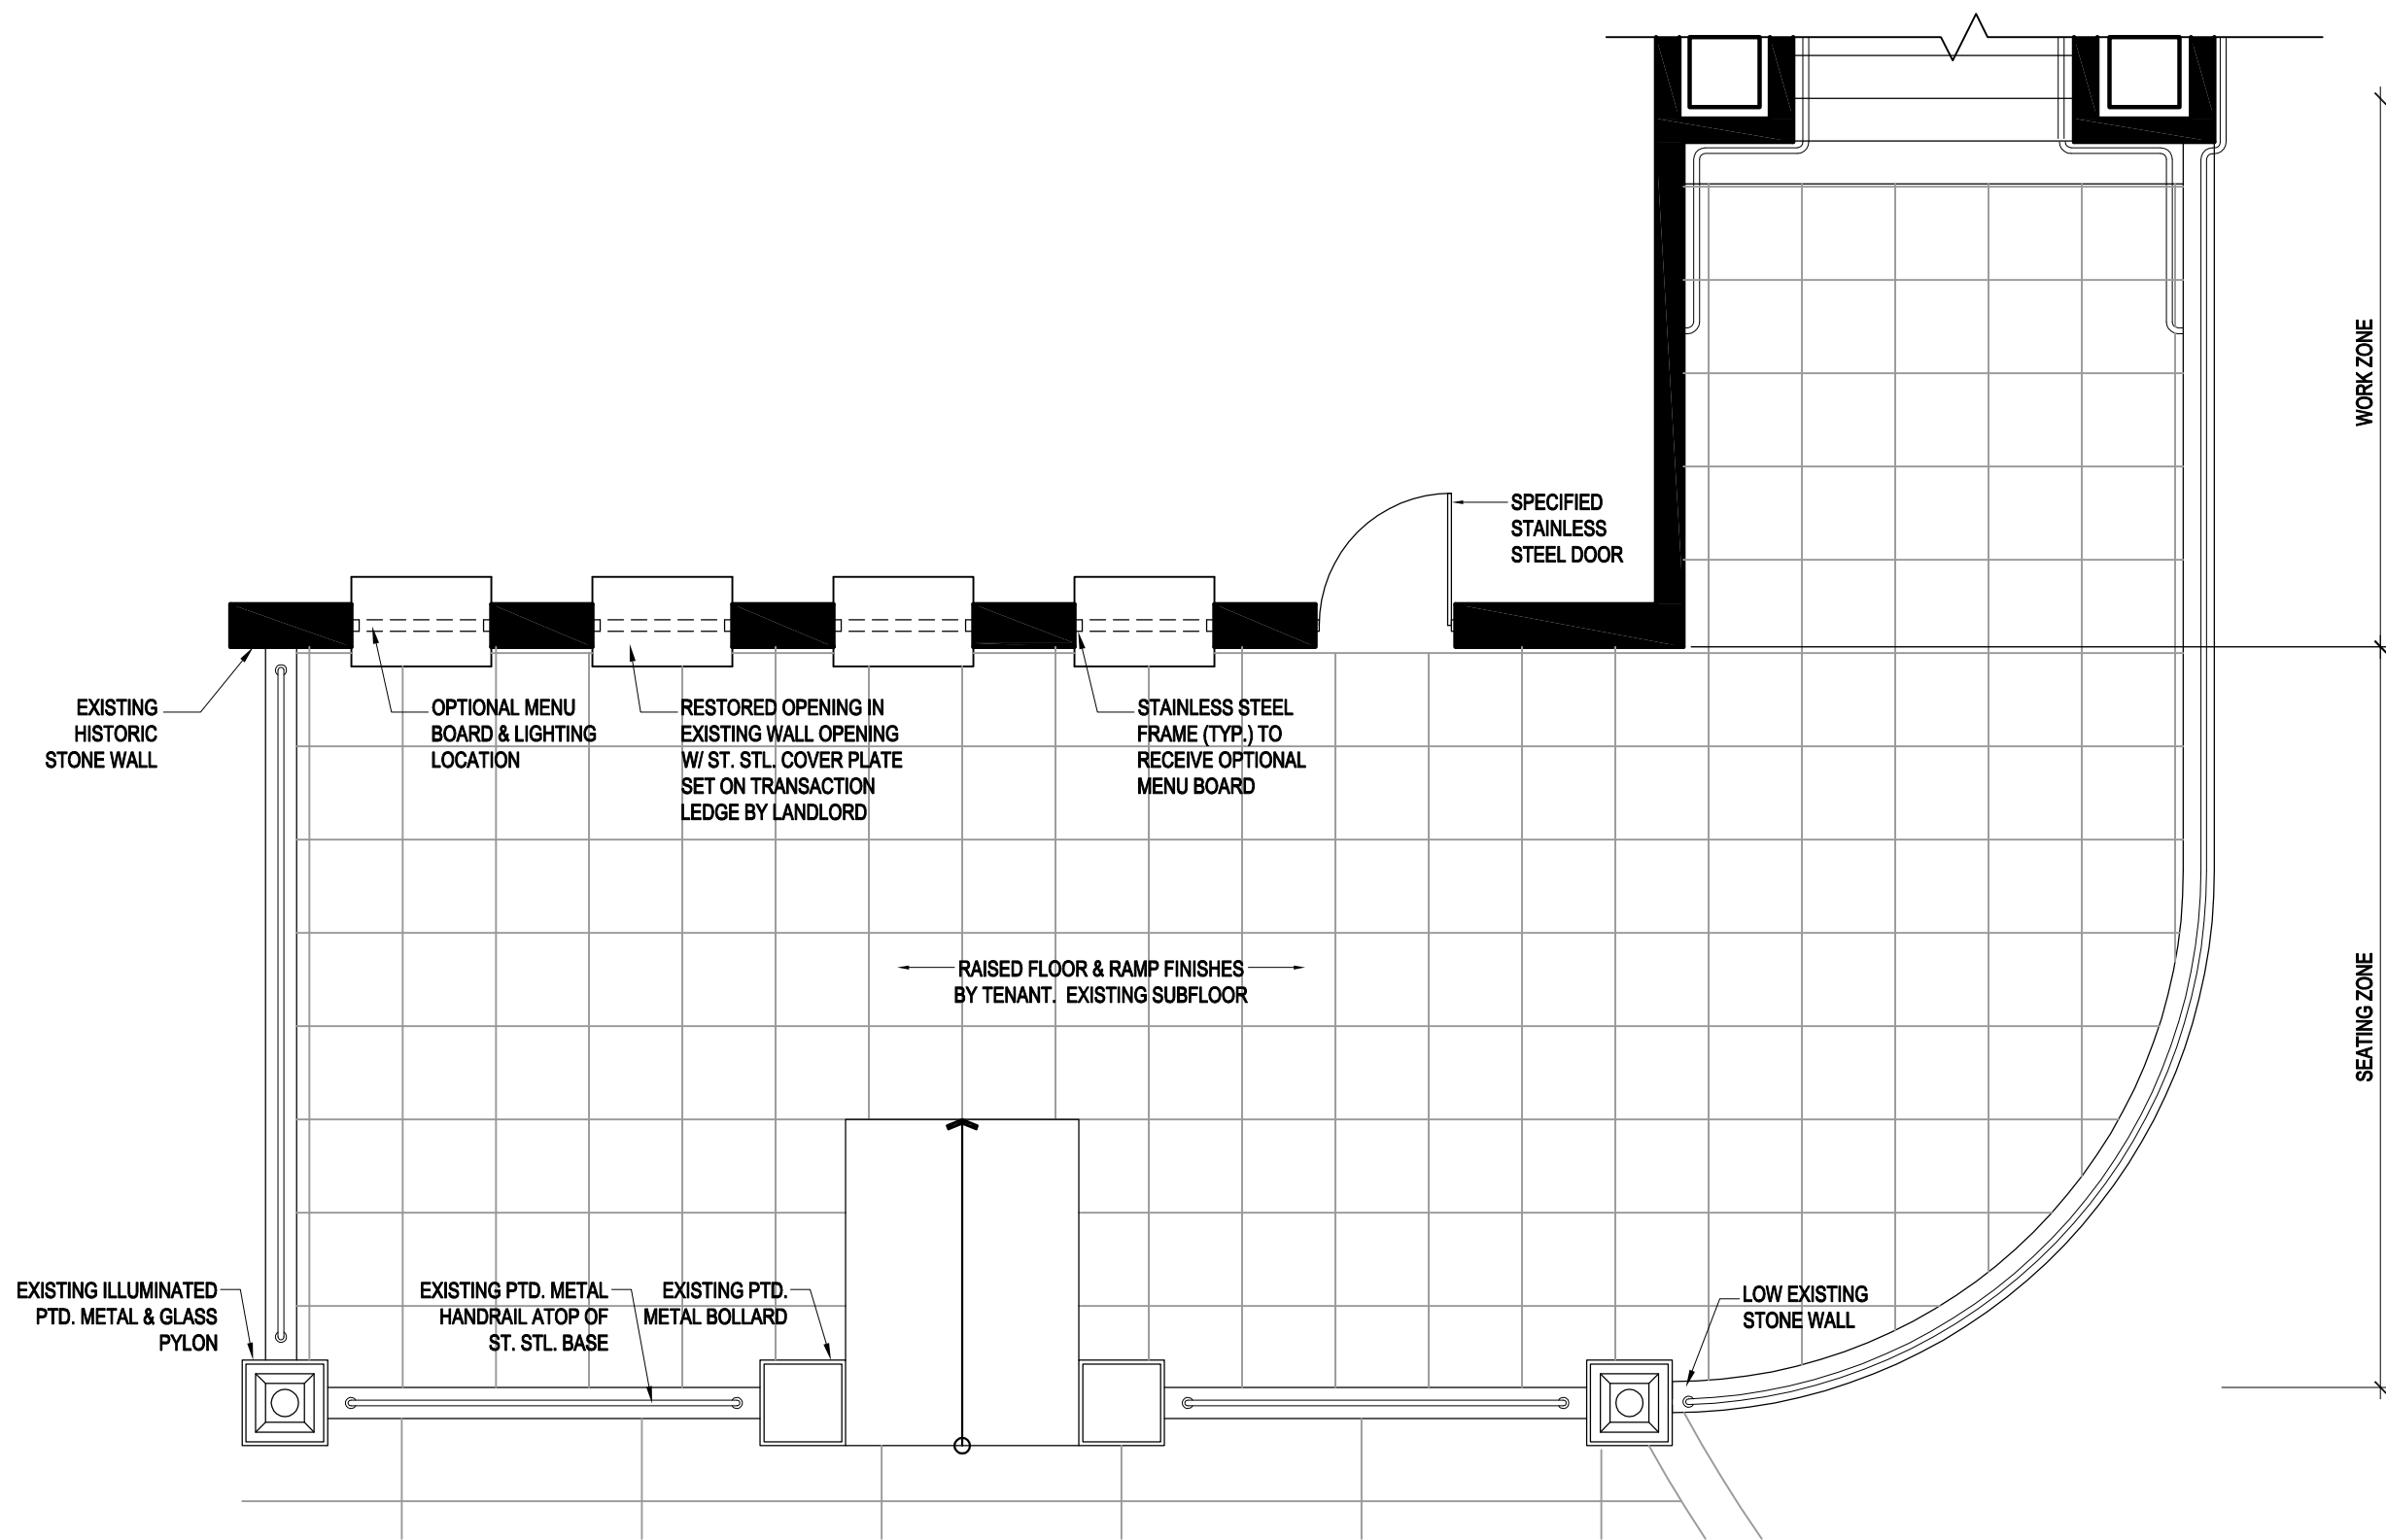 WORK ZONE
SPECIFIED
STAINLESS
STEEL DOOR
EXISTING
HISTORIC
STONE WALL
OPTIONAL MENU
BOARD & LIGHTING
LOCATION
RESTORED OPENING IN
EXISTING WALL OPENING
W/ ST. STL. COVER PLATE
SET ON TRANSACTION
LEDGE BY LANDLORD
STAINLESS STEEL
FRAME (TYP.) TO
RECEIVE OPTIONAL
MENU BOARD
RAISED FLOOR & RAMP FINISHES
BY TENANT. EXISTING SUBFLOOR
SEATING ZONE
EXISTING ILLUMINATED
PTD. METAL & GLASS
PYLON
EXISTING PTD. METAL
HANDRAIL ATOP OF
ST. STL. BASE
EXISTING PTD.
METAL BOLLARD
LOW EXISTING
STONE WALL